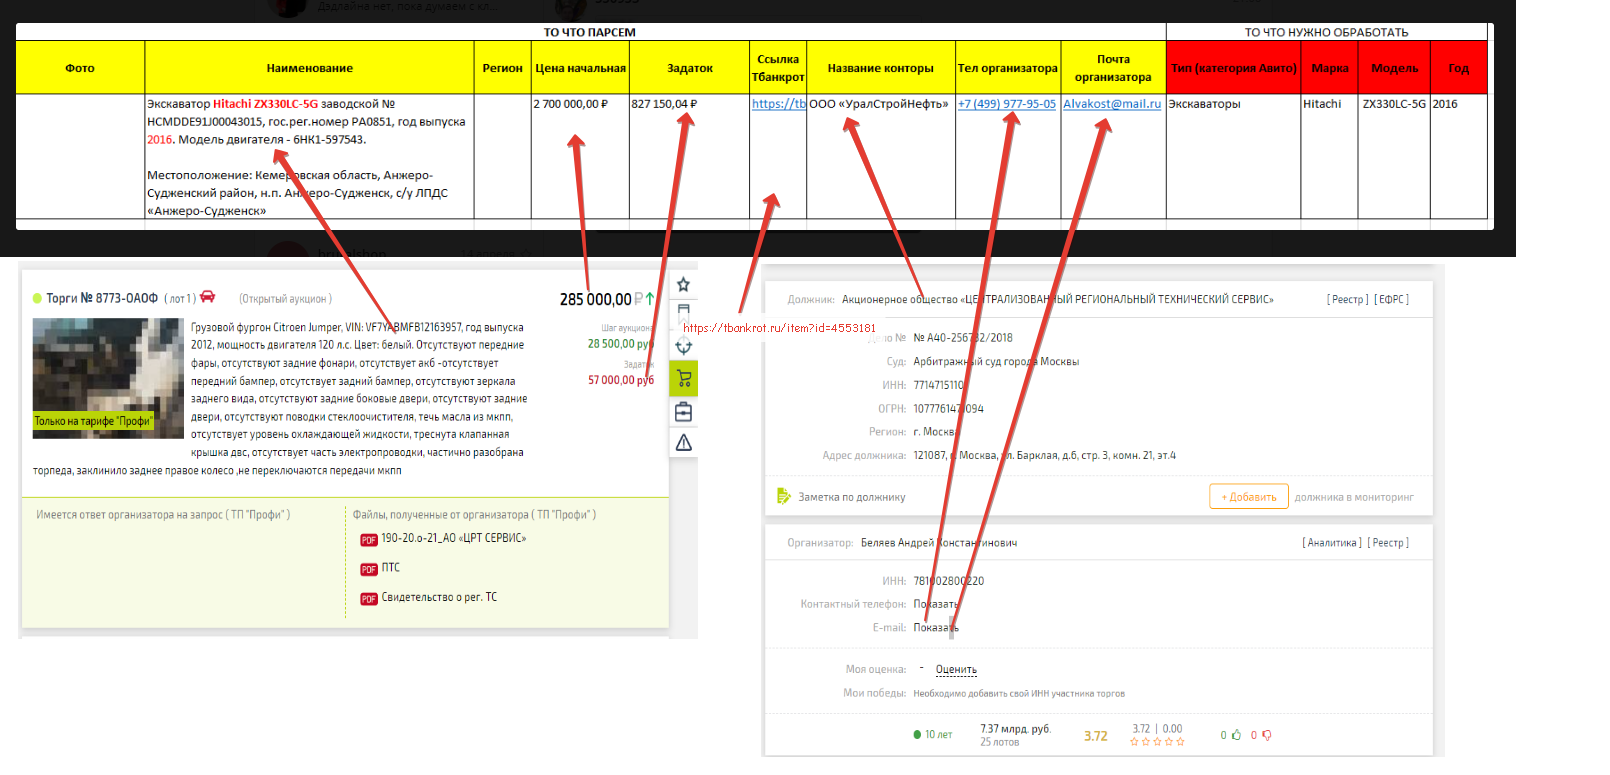 Дэдлайна нет, пока думаем с кл...
ТО ЧТО ПАРСЕМ
ТО ЧТО НУЖНО ОБРАБОТАТЬ
Фото
Наименование
Регион
Цена начальная
Задаток
Ссылка
Тбанкрот
Название конторы
Тел организатора
Почта
организатора
Тип (категория Авито)
Марка
Модель
Год
Экскаватор Hitachi ZX330LC-5G заводской №
HCMDDE91J00043015, гос.рег.номер РА0851, год выпуска
2016. Модель двигателя - 6HK1-597543.
Местоположение: Кемеровская область, Анжеро-
Судженский район, н.п. Анжеро-Судженск, с/у ЛПДС
«Анжеро-Судженск»
2 700 000,00 ₽
827 150,04 ₽
https://tb
ООО «УралСтройНефть»
+7 (499) 977-95-05
Alvakost@mail.ru
Экскаваторы
Hitachi
ZX330LC-5G
2016
Торги № 8773-ОАОФ ( лот 1 )
(Открытый аукцион )
285 000,00 ₽
Грузовой фургон Citroen Jumper, VIN: VF7YABMFB12163957, год выпуска
2012, мощность двигателя 120 л.с. Цвет: белый. Отсутствуют передние
фары, отсутствуют задние фонари, отсутствует акб -отсутствует
передний бампер, отсутствует задний бампер, отсутствуют зеркала
заднего вида, отсутствуют задние боковые двери, отсутствуют задние
двери, отсутствуют поводки стеклоочистителя, течь масла из мкпп,
отсутствует уровень охлаждающей жидкости, треснута клапанная
крышка двс, отсутствует часть электропроводки, частично разобрана
торпеда, заклинило заднее правое колесо ,не переключаются передачи мкпп
Только на тарифе "Профи"
Шаг аукциона
28 500,00 руб
Задаток
57 000,00 руб
https://tbankrot.ru/item?id=4553181
Имеется ответ организатора на запрос ( ТП "Профи" )
Файлы, полученные от организатора ( ТП "Профи" )
PDF 190-20.о-21_АО «ЦРТ СЕРВИС»
PDF ПТС
PDF Свидетельство о рег. ТС
Должник: Акционерное общество «ЦЕНТРАЛИЗОВАННЫЙ РЕГИОНАЛЬНЫЙ ТЕХНИЧЕСКИЙ СЕРВИС»
[ Реестр ] [ ЕФРС ]
№ № А40-256782/2018
Суд: Арбитражный суд города Москвы
ИНН:
ОГРН:
Регион: г. Москва
Адрес должника: 121087, г. Москва, ул. Барклая, д.6, стр. 3, комн. 21, эт.4
Заметка по должнику
+ Добавить должника в мониторинг
Организатор: Беляев Андрей Константинович
[ Аналитика ] [ Реестр ]
ИНН: 781002800220
Контактный телефон: Показать
E-mail: Показать
Моя оценка: - Оценить
Мои победы: Необходимо добавить свой ИНН участника торгов
10 лет
7.37 млрд. руб.
25 лотов
3.72
3.72 | 0.00
0
0